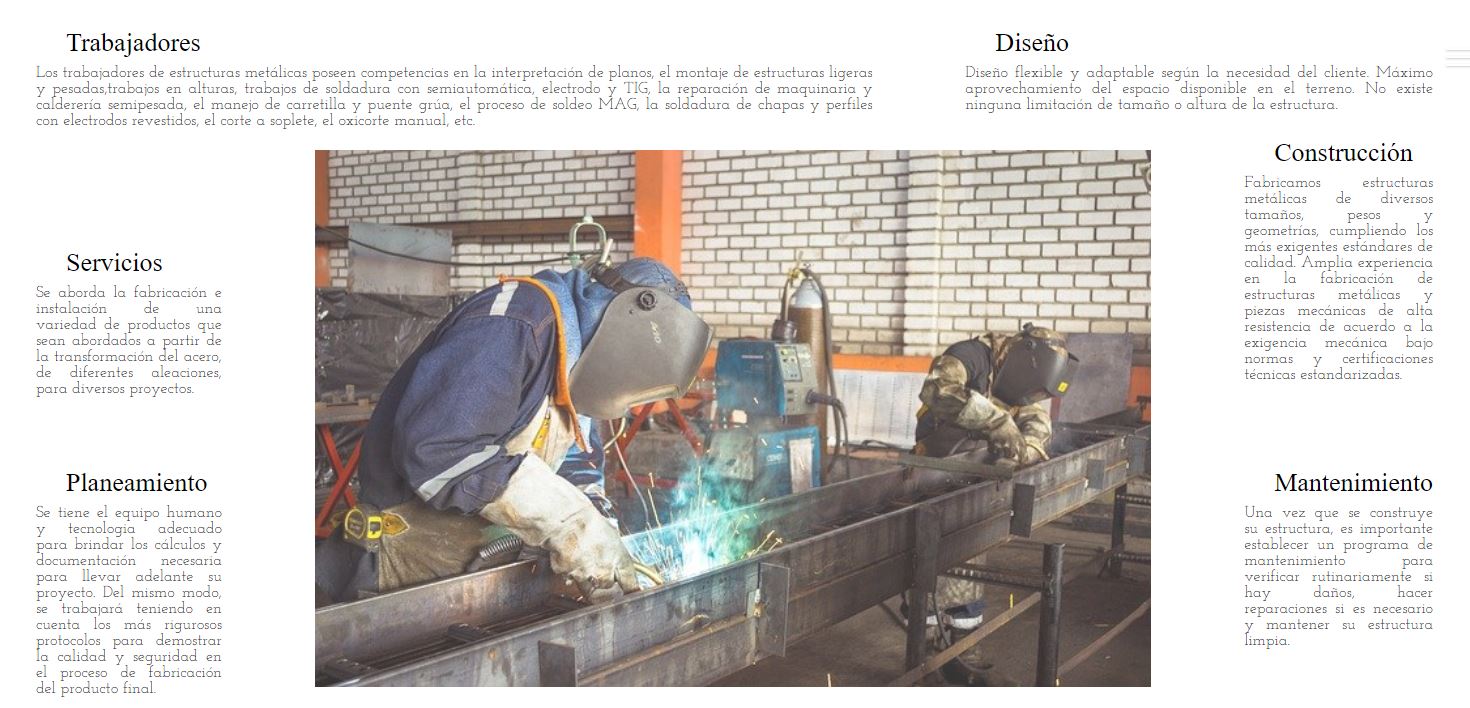 Trabajadores
Los trabajadores de estructuras metálicas poseen competencias en la interpretación de planos, el montaje de estructuras ligeras
y pesadas,trabajos en alturas, trabajos de soldadura con semiautomática, electrodo y TIG, la reparación de maquinaria y
calderería semipesada, el manejo de carretilla y puente grúa, el proceso de soldeo MAG, la soldadura de chapas y perfiles
con electrodos revestidos, el corte a soplete, el oxicorte manual, etc.
Diseño
Diseño flexible y adaptable según la necesidad del cliente. Máximo
aprovechamiento del espacio disponible en el terreno. No existe
ninguna limitación de tamaño o altura de la estructura.
Servicios
Se aborda la fabricación e
instalación de una
variedad de productos que
sean abordados a partir de
la transformación del acero,
de diferentes aleaciones,
para diversos proyectos.
Construcción
Fabricamos estructuras
metálicas de diversos
tamaños, pesos y
geometrías, cumpliendo los
más exigentes estándares de
calidad. Amplia experiencia
en la fabricación de
estructuras metálicas y
piezas mecánicas de alta
resistencia de acuerdo a la
exigencia mecánica bajo
normas y certificaciones
técnicas estandarizadas.
Planeamiento
Se tiene el equipo humano
y tecnologia adecuado
para brindar los cálculos y
documentación necesaria
para llevar adelante su
proyecto. Del mismo modo,
se trabajará teniendo en
cuenta los más rigurosos
protocolos para demostrar
la calidad y seguridad en
el proceso de fabricación
del producto final.
Mantenimiento
Una vez que se construye
su estructura, es importante
establecer un programa de
mantenimiento para
verificar rutinariamente si
hay daños, hacer
reparaciones si es necesario
y mantener su estructura
limpia.